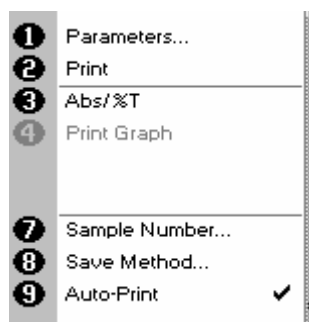 1 Parameters...
2 Print
3 Abs/%T
4 Print Graph
7 Sample Number...
8 Save Method...
9 Auto-Print ✓